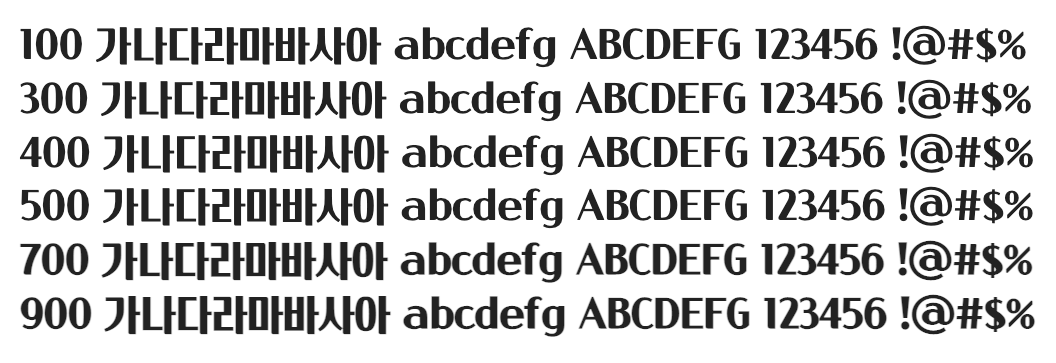 100 가나다라마바사아 abcdefg ABCDEFG 123456 !@#$%
300 가나다라마바사아 abcdefg ABCDEFG 123456 !@#$%
400 가나다라마바사아 abcdefg ABCDEFG 123456 !@#$%
500 가나다라마바사아 abcdefg ABCDEFG 123456 !@#$%
700 가나다라마바사아 abcdefg ABCDEFG 123456 !@#$%
900 가나다라마바사아 abcdefg ABCDEFG 123456 !@#$%